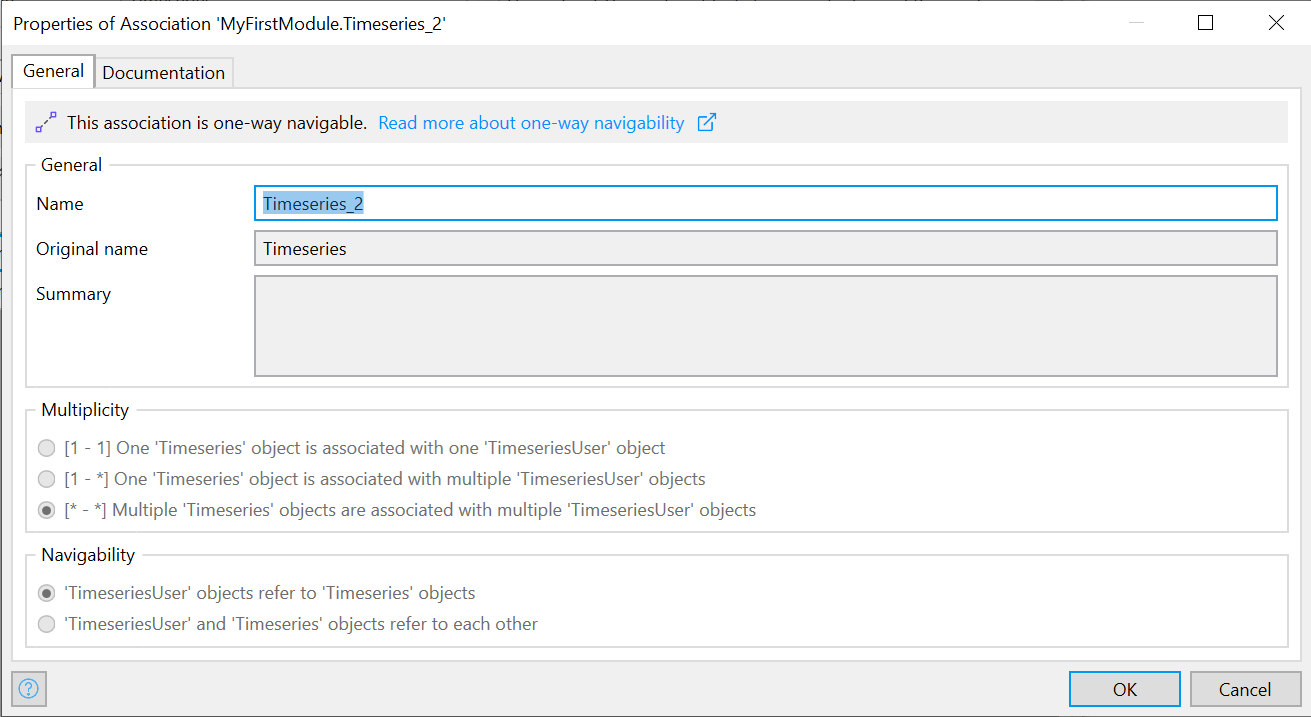 Properties of Association 'MyFirstModule.Timeseries_2'
General Documentation
This association is one-way navigable. Read more about one-way navigability
General
Name Timeseries_2
Original name Timeseries
Summary
Multiplicity
[1 - 1] One 'Timeseries' object is associated with one 'TimeseriesUser' object
[1 - *] One 'Timeseries' object is associated with multiple 'TimeseriesUser' objects
[* - *] Multiple 'Timeseries' objects are associated with multiple 'TimeseriesUser' objects
Navigability
'TimeseriesUser' objects refer to 'Timeseries' objects
'TimeseriesUser' and 'Timeseries' objects refer to each other
? OK Cancel